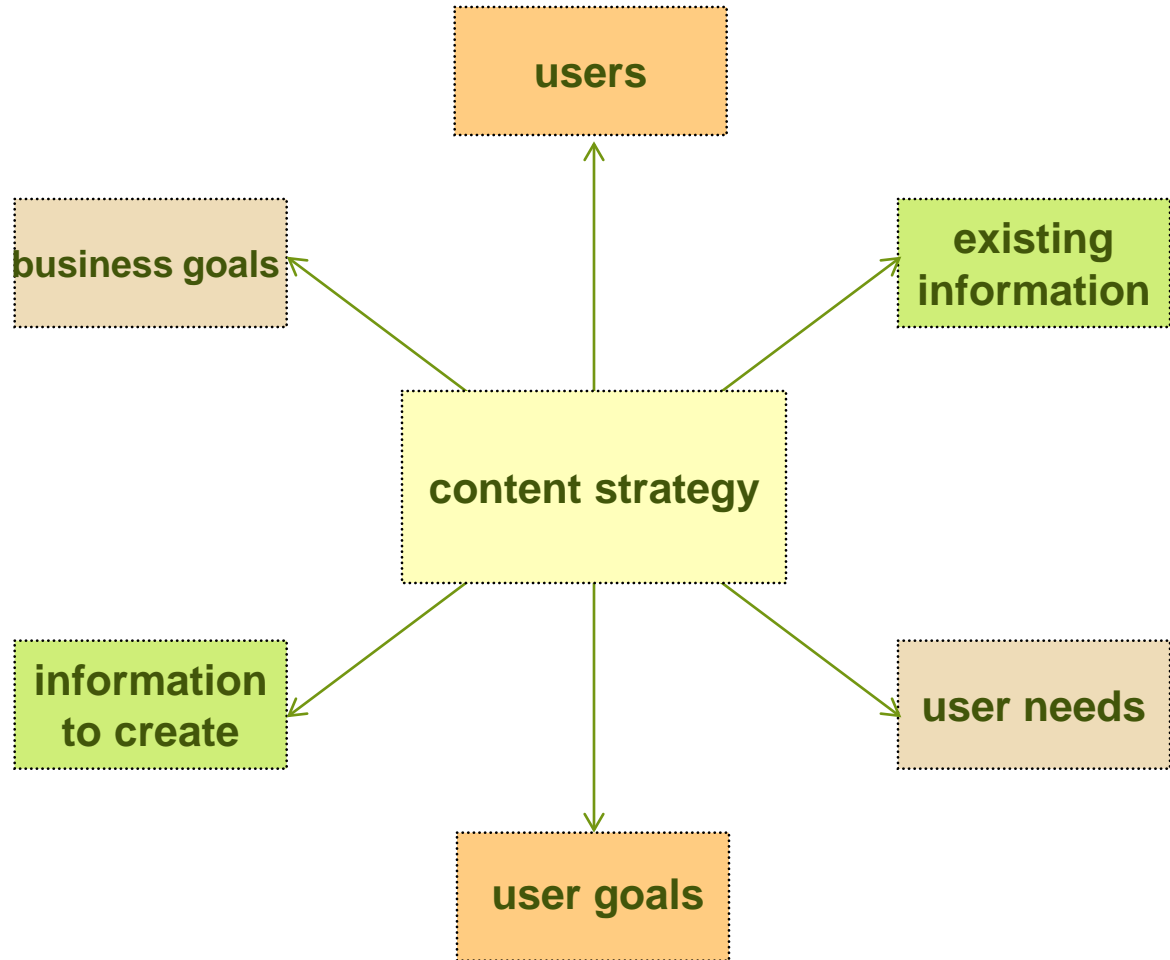 users
business goals
existing
information
content strategy
information
to create
user needs
user goals